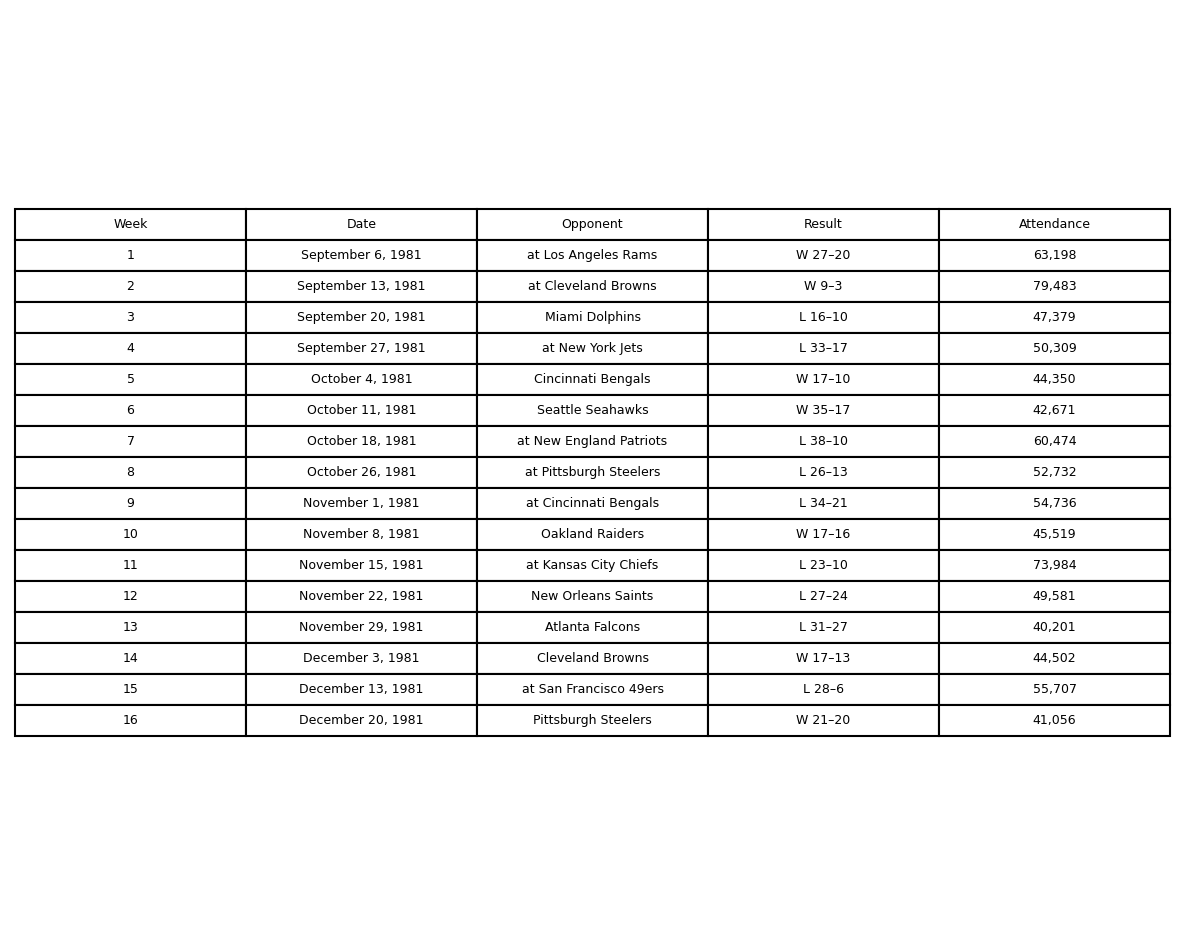 Week Date Opponent Result Attendance
1 September 6, 1981 at Los Angeles Rams W 27–20 63,198
2 September 13, 1981 at Cleveland Browns W 9–3 79,483
3 September 20, 1981 Miami Dolphins L 16–10 47,379
4 September 27, 1981 at New York Jets L 33–17 50,309
5 October 4, 1981 Cincinnati Bengals W 17–10 44,350
6 October 11, 1981 Seattle Seahawks W 35–17 42,671
7 October 18, 1981 at New England Patriots L 38–10 60,474
8 October 26, 1981 at Pittsburgh Steelers L 26–13 52,732
9 November 1, 1981 at Cincinnati Bengals L 34–21 54,736
10 November 8, 1981 Oakland Raiders W 17–16 45,519
11 November 15, 1981 at Kansas City Chiefs L 23–10 73,984
12 November 22, 1981 New Orleans Saints L 27–24 49,581
13 November 29, 1981 Atlanta Falcons L 31–27 40,201
14 December 3, 1981 Cleveland Browns W 17–13 44,502
15 December 13, 1981 at San Francisco 49ers L 28–6 55,707
16 December 20, 1981 Pittsburgh Steelers W 21–20 41,056